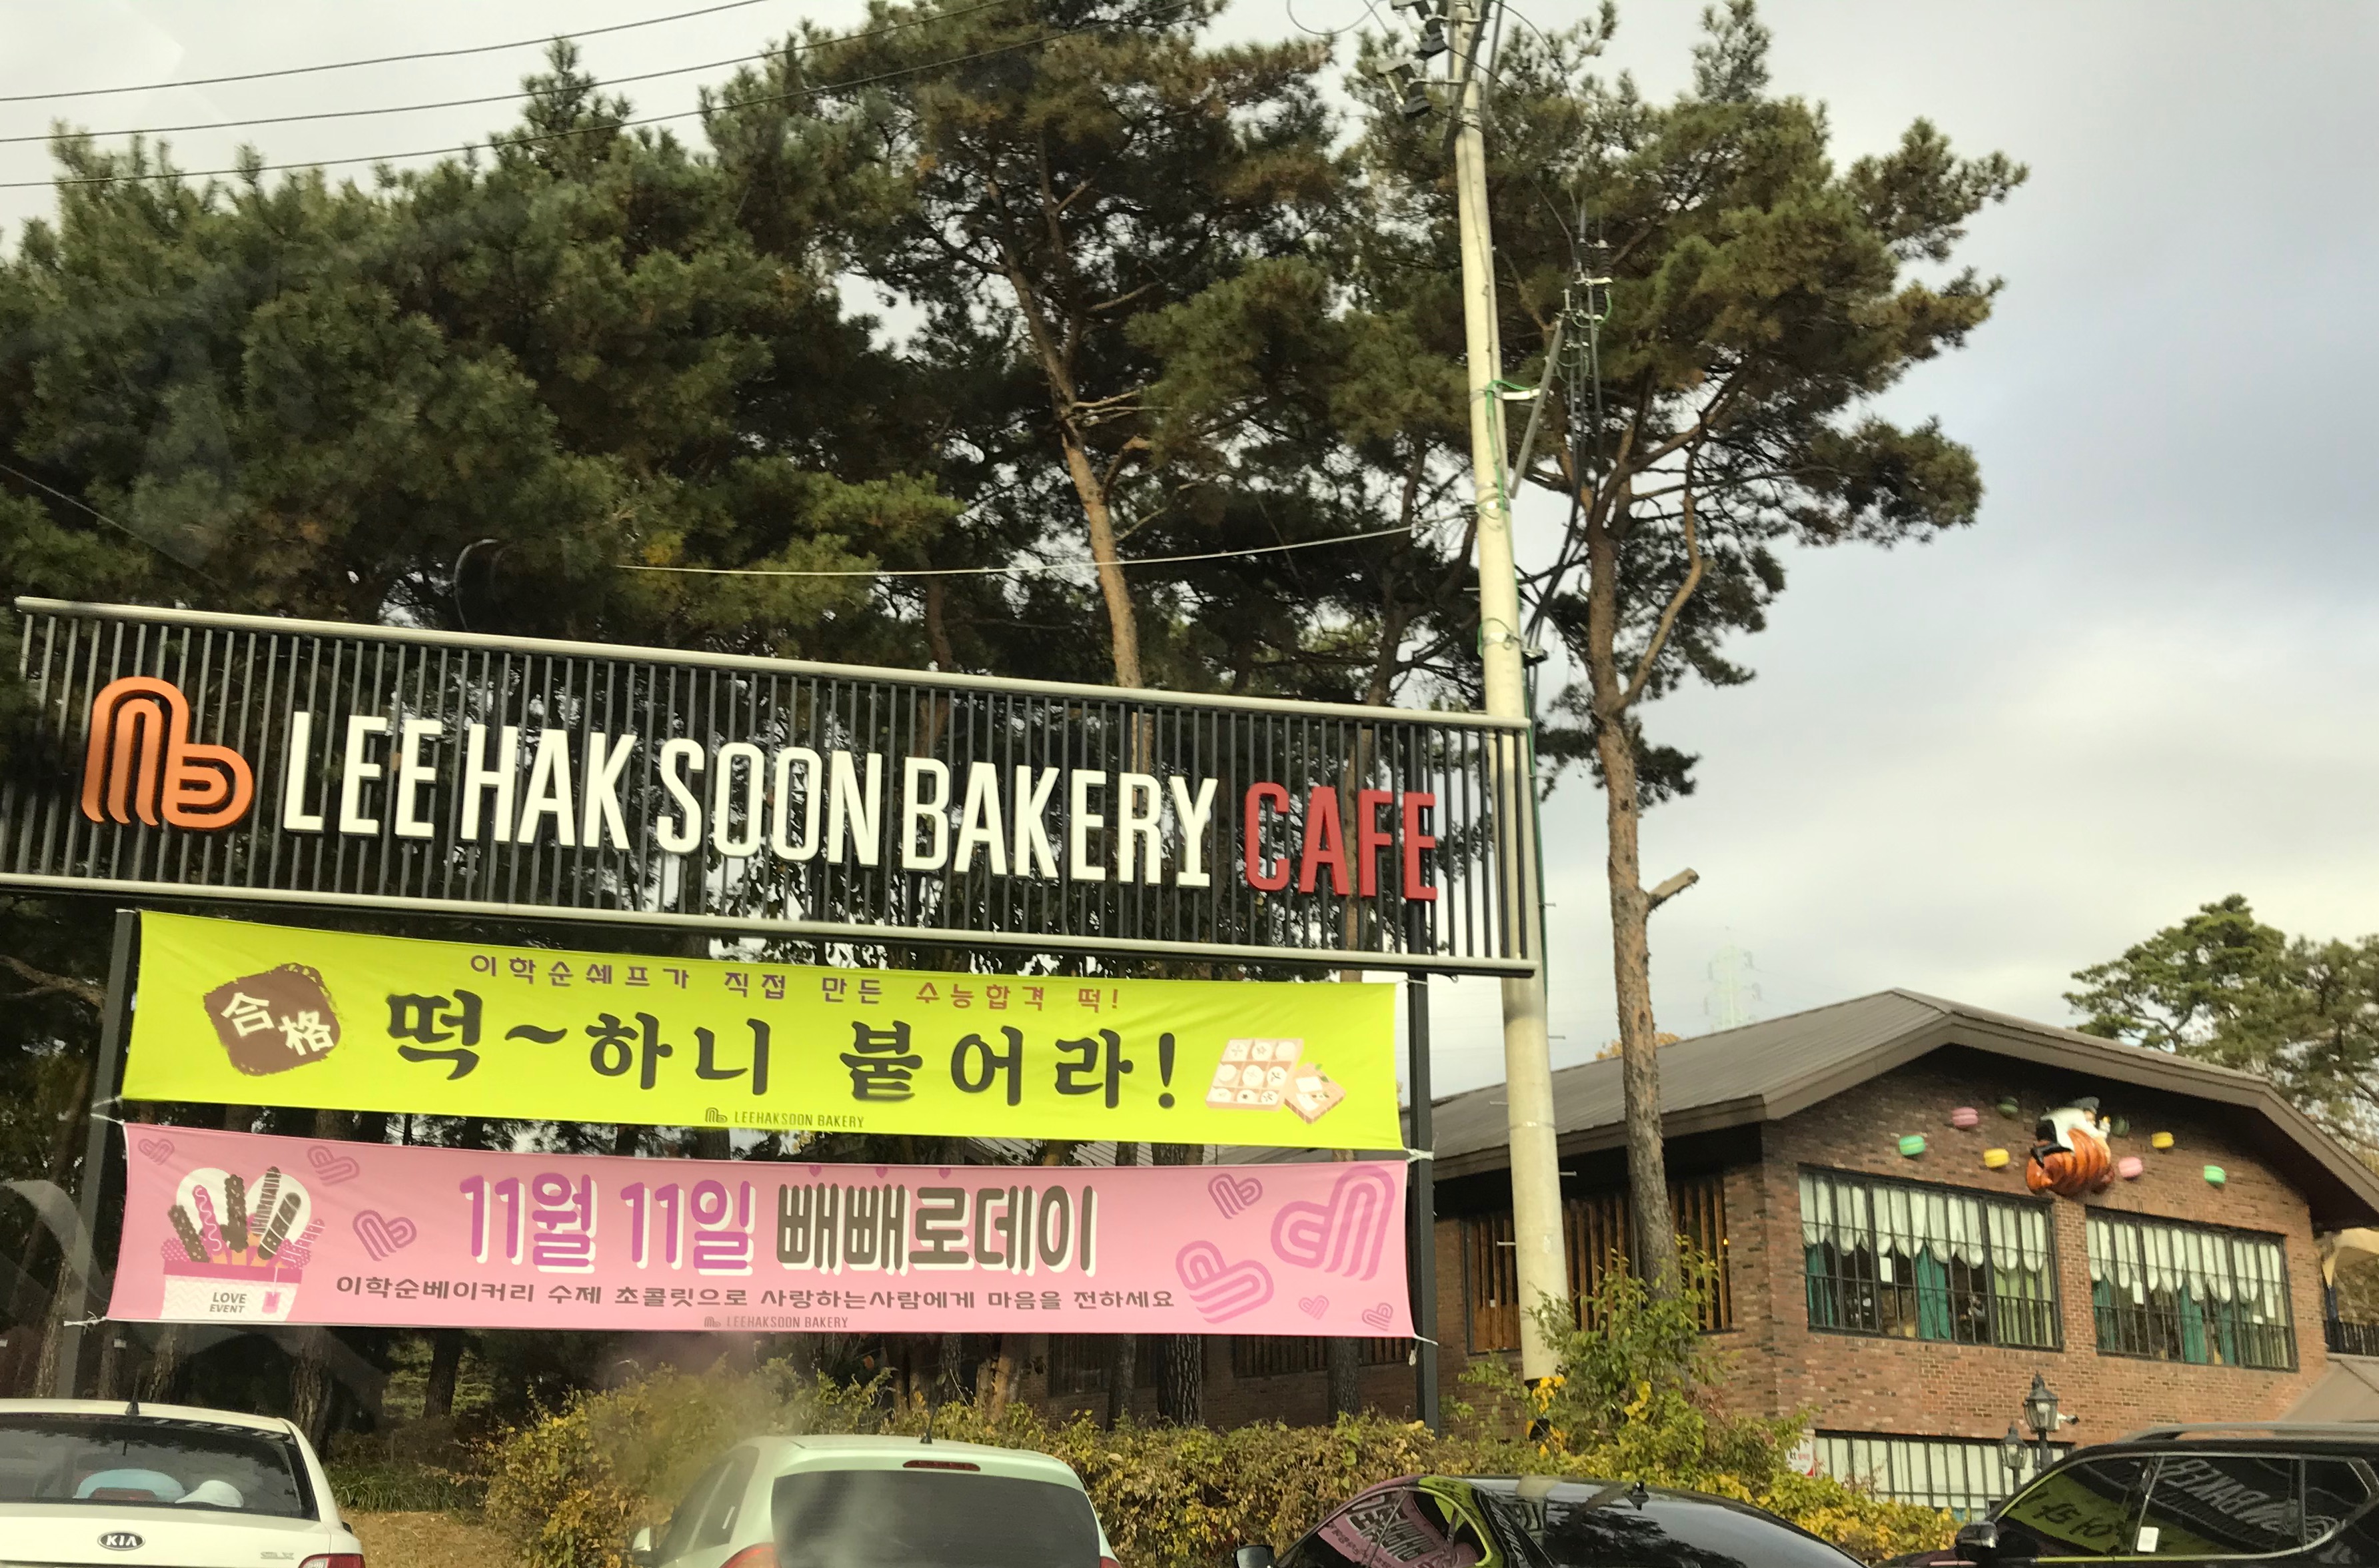 LEE HAK SOON BAKERY CAFE
이학순쉐프가 직접 만든 수능합격 떡!
合格
떡~하니 붙어라!
LEEHAKSOON BAKERY
11월 11일 빼빼로데이
이학순베이커리 수제 초콜릿으로 사랑하는사람에게 마음을 전하세요
LOVE
EVENT
LEEHAKSOON BAKERY
KIA